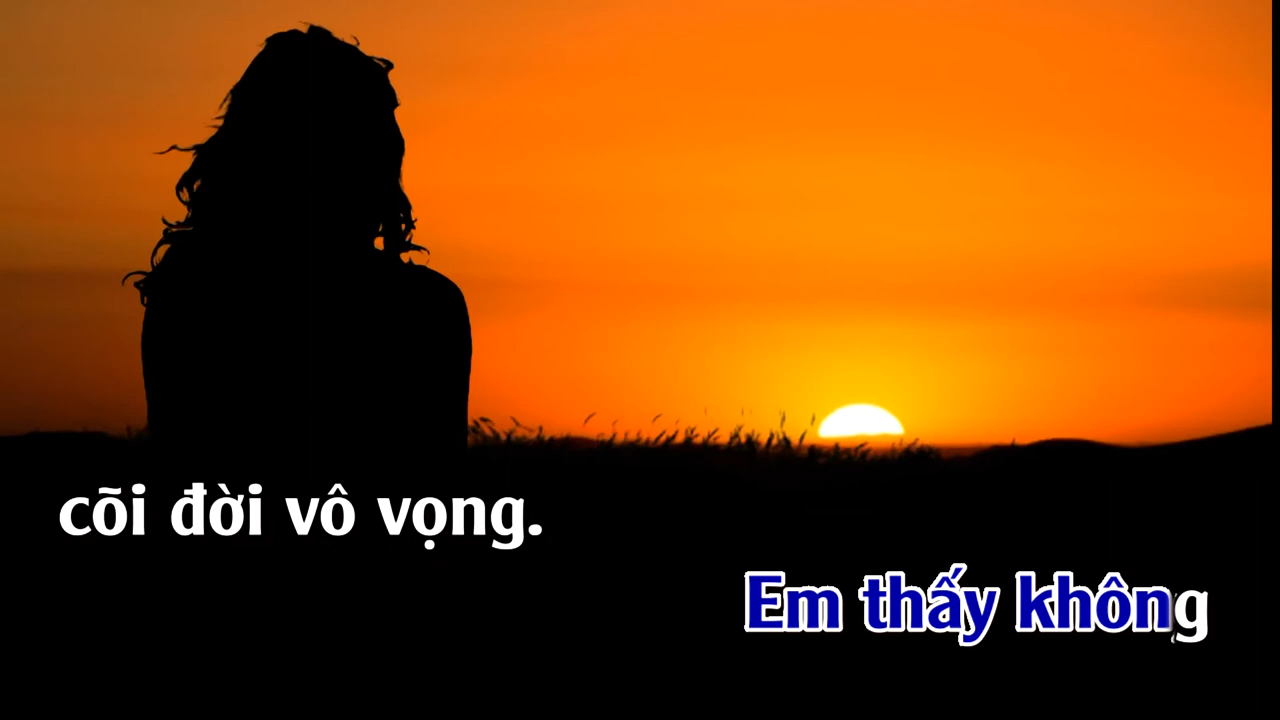 cõi đời vô vọng.
Em thấy không